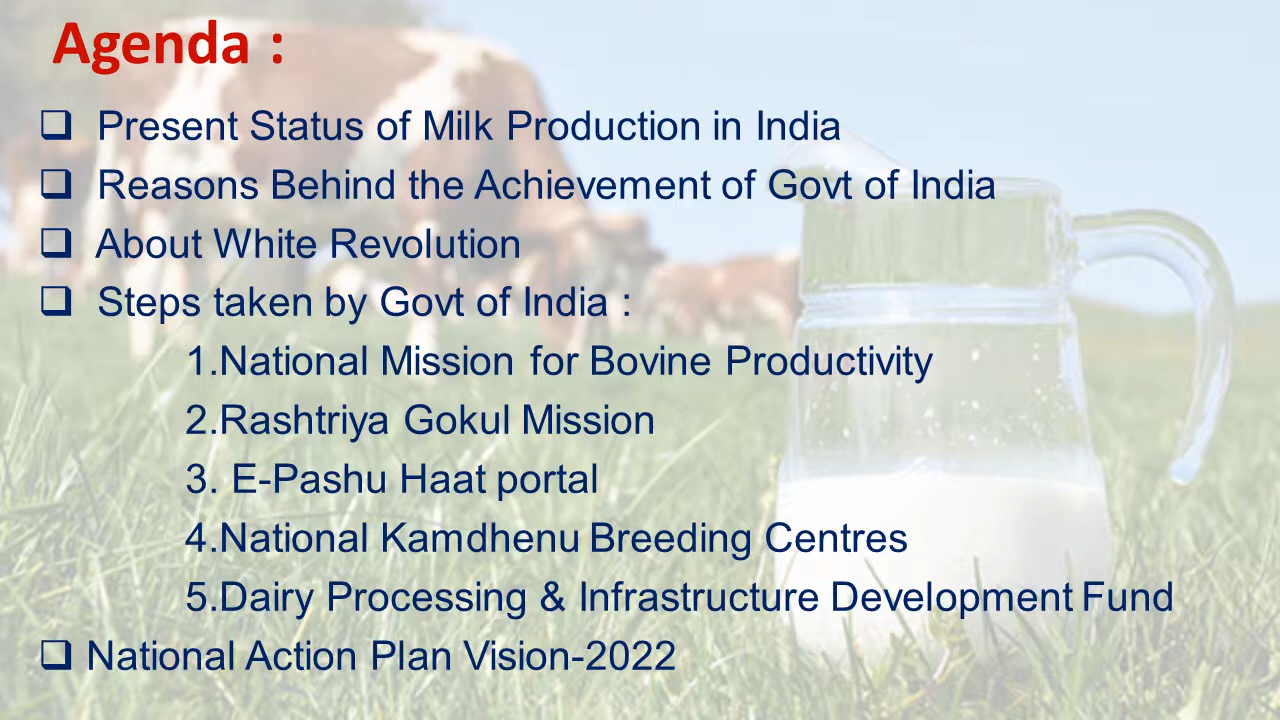 Agenda :
❑ Present Status of Milk Production in India
❑ Reasons Behind the Achievement of Govt of India
❑ About White Revolution
❑ Steps taken by Govt of India :
1.National Mission for Bovine Productivity
2.Rashtriya Gokul Mission
3. E-Pashu Haat portal
4.National Kamdhenu Breeding Centres
5.Dairy Processing & Infrastructure Development Fund
❑ National Action Plan Vision-2022